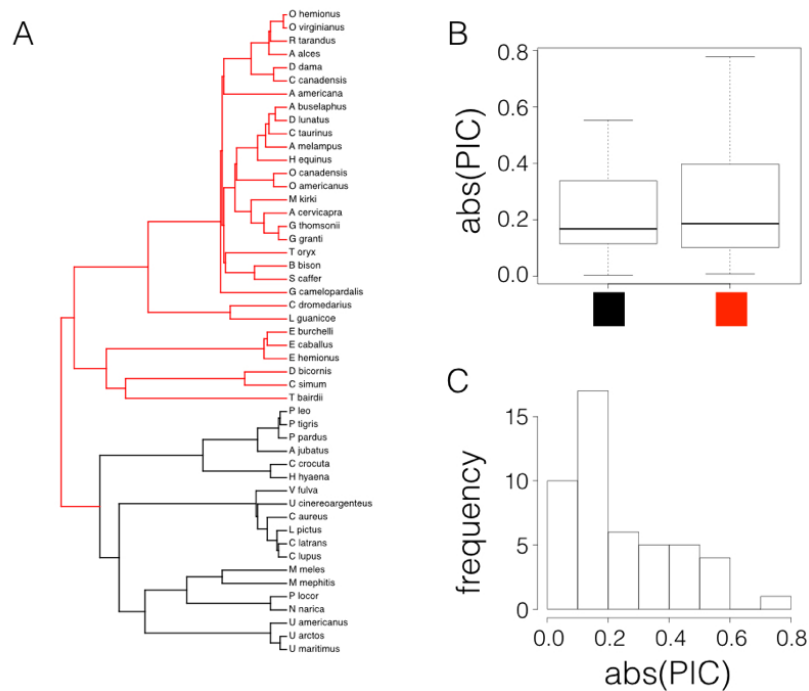 A
O hemionus
O virginianus
R tarandus
A alces
D dama
C canadensis
A americana
A buselaphus
D lunatus
C taurinus
A melampus
H equinus
O canadensis
O americanus
M kirki
A cervicapra
G thomsonii
G granti
T oryx
B bison
S caffer
G camelopardalis
C dromedarius
L guanicoe
E burchelli
E caballus
E hemionus
D bicornis
C simum
T bairdii
P leo
P tigris
P pardus
A jubatus
C crocuta
H hyaena
V fulva
U cinereoargenteus
C aureus
L pictus
C latrans
C lupus
M meles
M mephitis
P locor
N narica
U americanus
U arctos
U maritimus
B
abs(PIC)
0.8
0.6
0.4
0.2
0.0
C
frequency
15
10
5
0
0.0 0.2 0.4 0.6 0.8
abs(PIC)